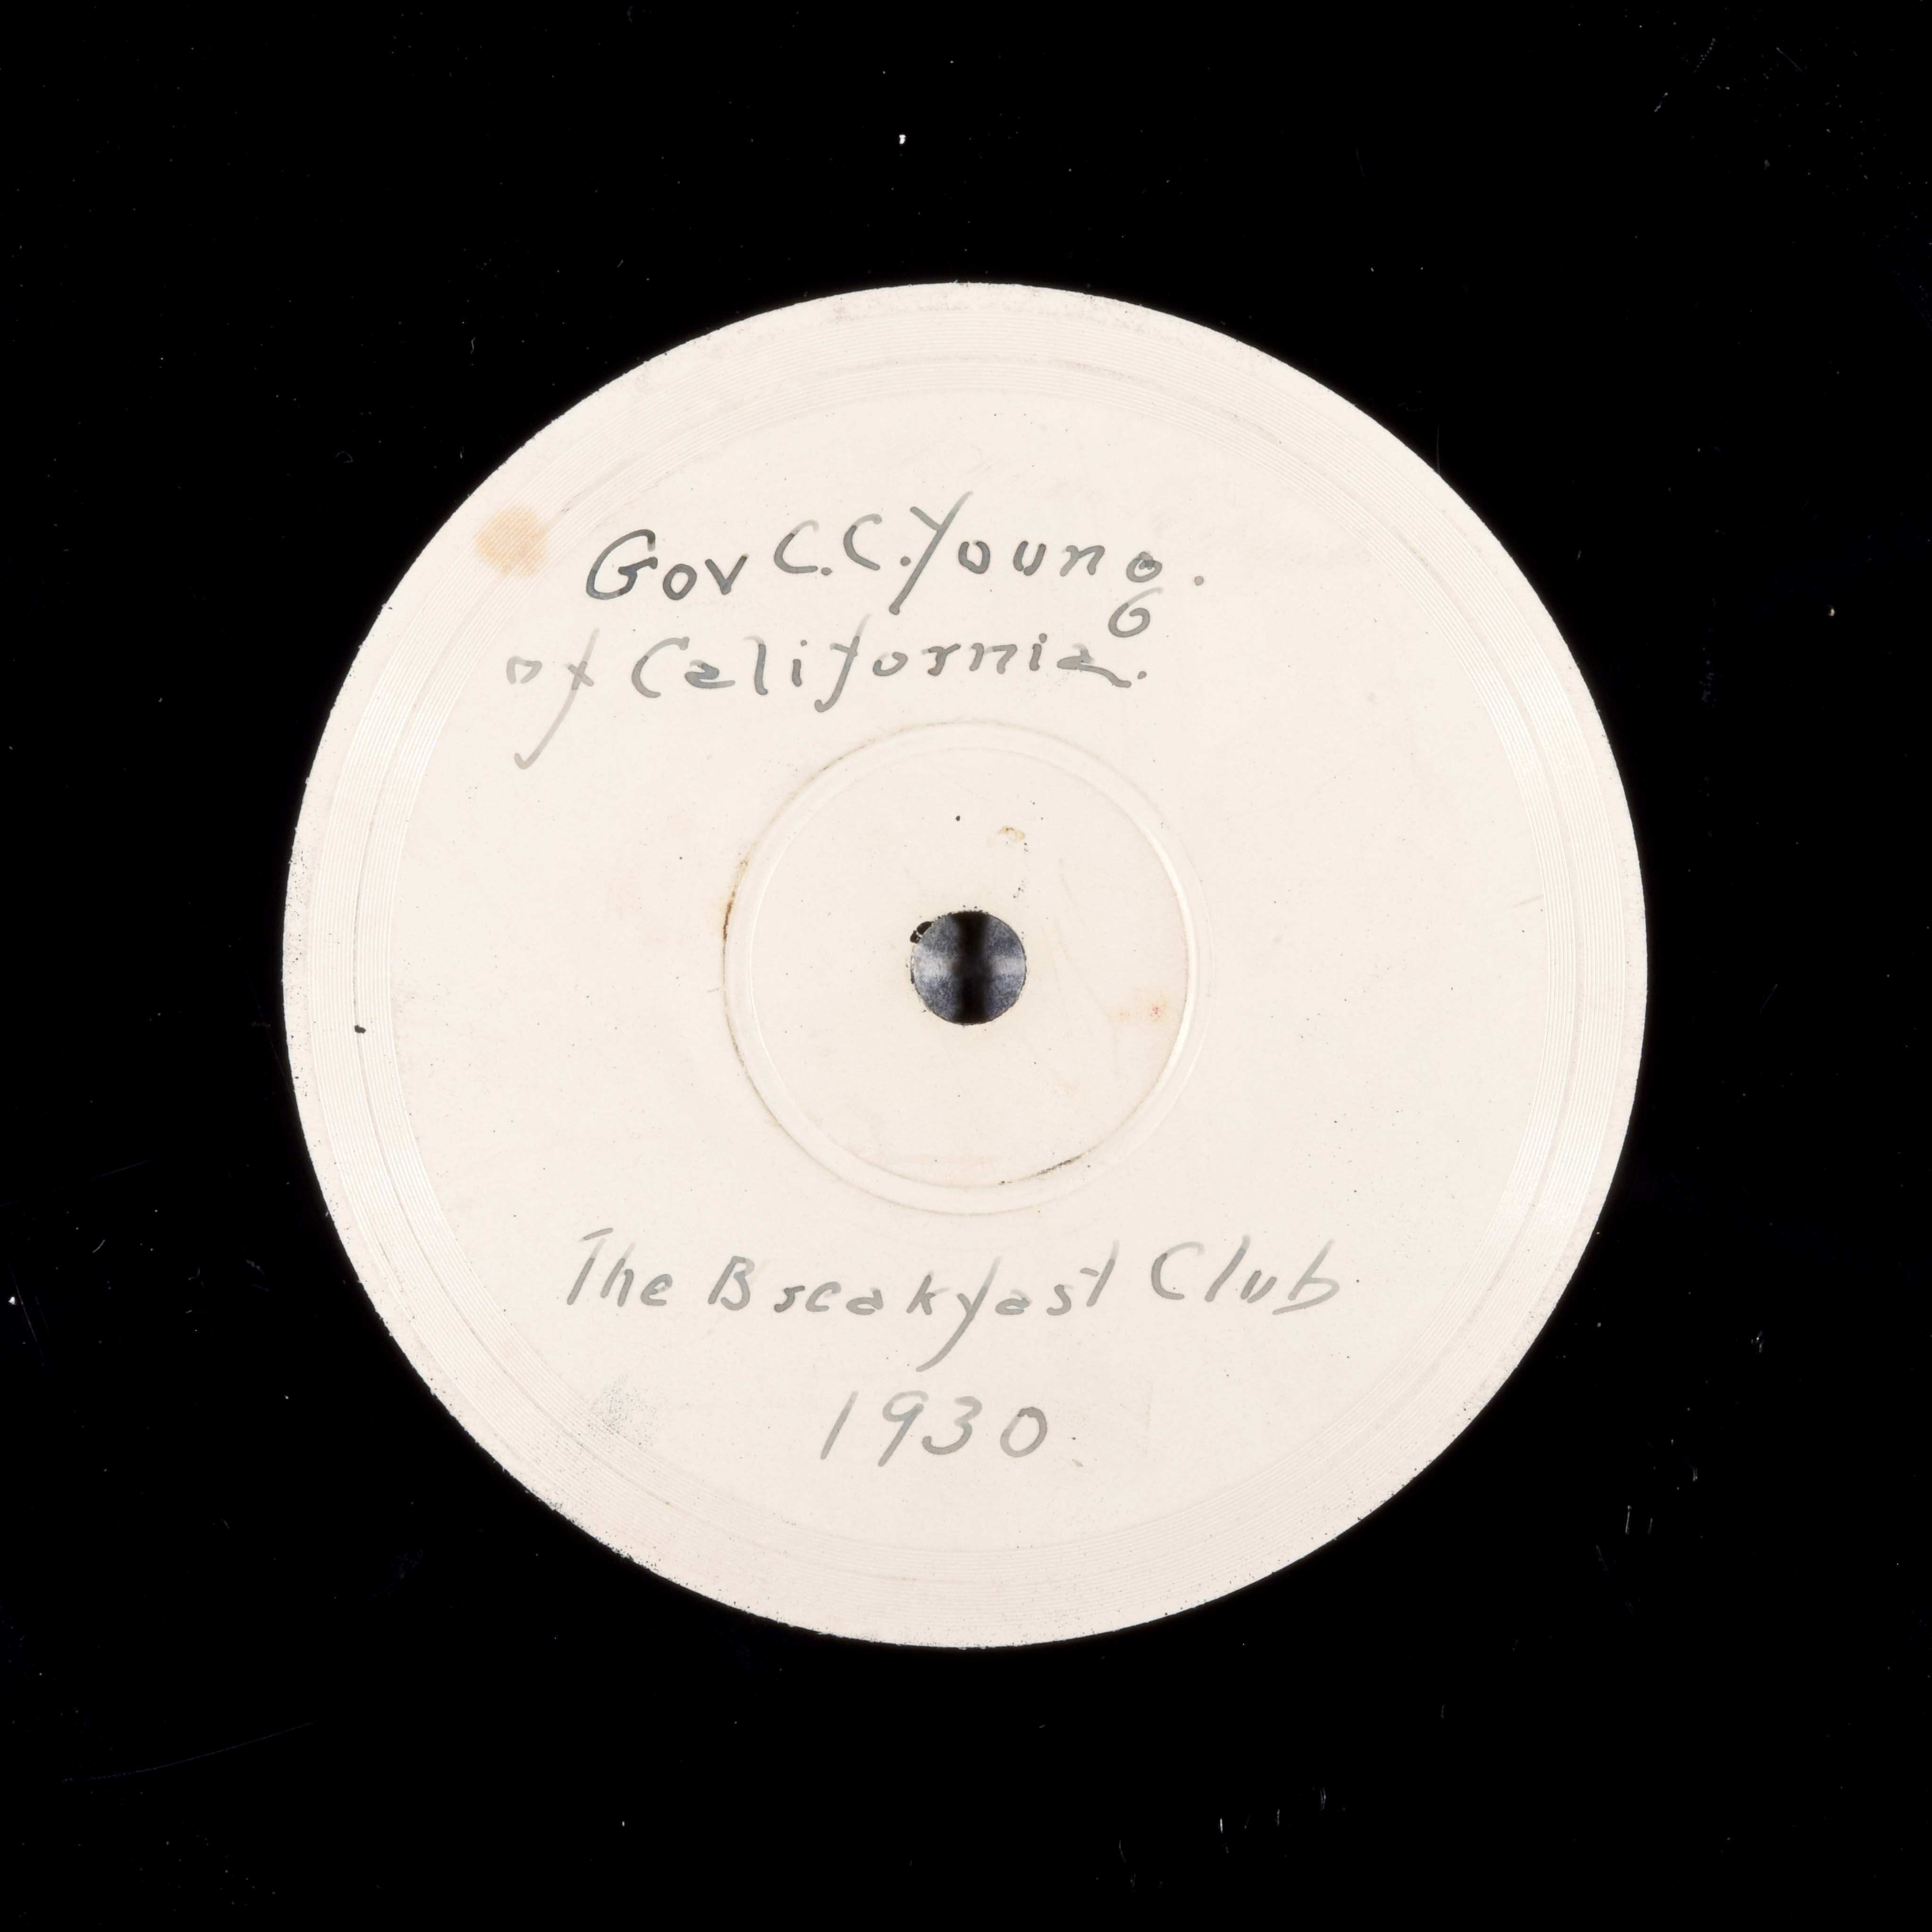 Gov C.C. Young.
of California.
The Breakfast Club
1930.